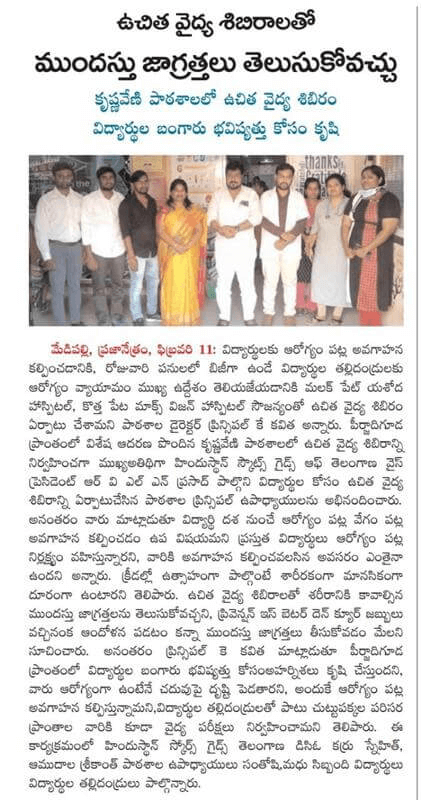 ఉచిత వైద్య శిబిరాలతో
ముందస్తు జాగ్రత్తలు తెలుసుకోవచ్చు
కృష్ణవేణి పాఠశాలలో ఉచిత వైద్య శిబిరం
విద్యార్థుల బంగారు భవిష్యత్తు కోసం కృషి
thanks
మేడిపల్లి, ప్రజానేత్రం, ఫిబ్రవరి 11: విద్యార్థులకు ఆరోగ్యం పట్ల అవగాహన
కల్పించడానికి, రోజువారి పనులలో బిజీగా ఉండే విద్యార్థుల తల్లిదండ్రులకు
ఆరోగ్యం వ్యాయామం ముఖ్య ఉద్దేశం తెలియజేయడానికి మలక్ పేట్ యశోద
హాస్పిటల్, కొత్త పేట మాక్స్ విజన్ హాస్పిటల్ సౌజన్యంతో ఉచిత వైద్య శిబిరం
ఏర్పాటు చేశామని పాఠశాల డైరెక్టర్ ప్రిన్సిపల్ కే కవిత అన్నారు. పీర్జాదిగూడ
ప్రాంతంలో విశేష ఆదరణ పొందిన కృష్ణవేణి పాఠశాలలో ఉచిత వైద్య శిబిరాన్ని
నిర్వహించగా ముఖ్యఅతిథిగా హిందుస్థాన్ స్కౌట్స్ గైడ్స్ ఆఫ్ తెలంగాణ వైస్
ప్రెసిడెంట్ ఆర్ వి ఎల్ ఎన్ ప్రసాద్ పాల్గొని విద్యార్థుల కోసం ఉచిత వైద్య
శిబిరాన్ని ఏర్పాటుచేసిన పాఠశాల ప్రిన్సిపల్ ఉపాధ్యాయులను అభినందించారు.
అనంతరం వారు మాట్లాడుతూ విద్యార్థి దశ నుంచే ఆరోగ్యం పట్ల వేగం పట్ల
అవగాహన కల్పించడం ఉప విషయమని ప్రస్తుత విద్యార్థులు ఆరోగ్యం పట్ల
నిర్లక్ష్యం వహిస్తున్నారని, వారికి అవగాహన కల్పించవలసిన అవసరం ఎంతైనా
ఉందని అన్నారు. క్రీడల్లో ఉత్సాహంగా పాల్గొంటే శారీరకంగా మానసికంగా
దూరంగా ఉంటారని తెలిపారు. ఉచిత వైద్య శిబిరాలతో శరీరానికి కావాల్సిన
ముందస్తు జాగ్రత్తలను తెలుసుకోవచ్చని, ప్రివెన్షన్ ఇస్ బెటర్ దెన్ క్యూర్ జబ్బులు
వచ్చినంక ఆందోళన పడటం కన్నా ముందస్తు జాగ్రత్తలు తీసుకోవడం మేలని
సూచించారు. అనంతరం ప్రిన్సిపల్ కె కవిత మాట్లాడుతూ పీర్జాదిగూడ
ప్రాంతంలో విద్యార్థుల బంగారు భవిష్యత్తు కోసంఅహర్నిశలు కృషి చేస్తుందని,
వారు ఆరోగ్యంగా ఉంటేనే చదువుపై దృష్టి పెడతారని, అందుకే ఆరోగ్యం పట్ల
అవగాహన కల్పిస్తున్నామని,విద్యార్థుల తల్లిదండ్రులతో పాటు చుట్టుపక్కల పరిసర
ప్రాంతాల వారికి కూడా వైద్య పరీక్షలు నిర్వహించామని తెలిపారు. ఈ
కార్యక్రమంలో హిందుస్థాన్ స్కోర్ట్స్ గైడ్స్ తెలంగాణ డిసిఓ కర్రు స్నేహిత్,
ఆముదాల శ్రీకాంత్ పాఠశాల ఉపాధ్యాయులు సంతోషి,మధు సిబ్బంది విద్యార్థులు
విద్యార్థుల తల్లిదండ్రులు పాల్గొన్నారు.